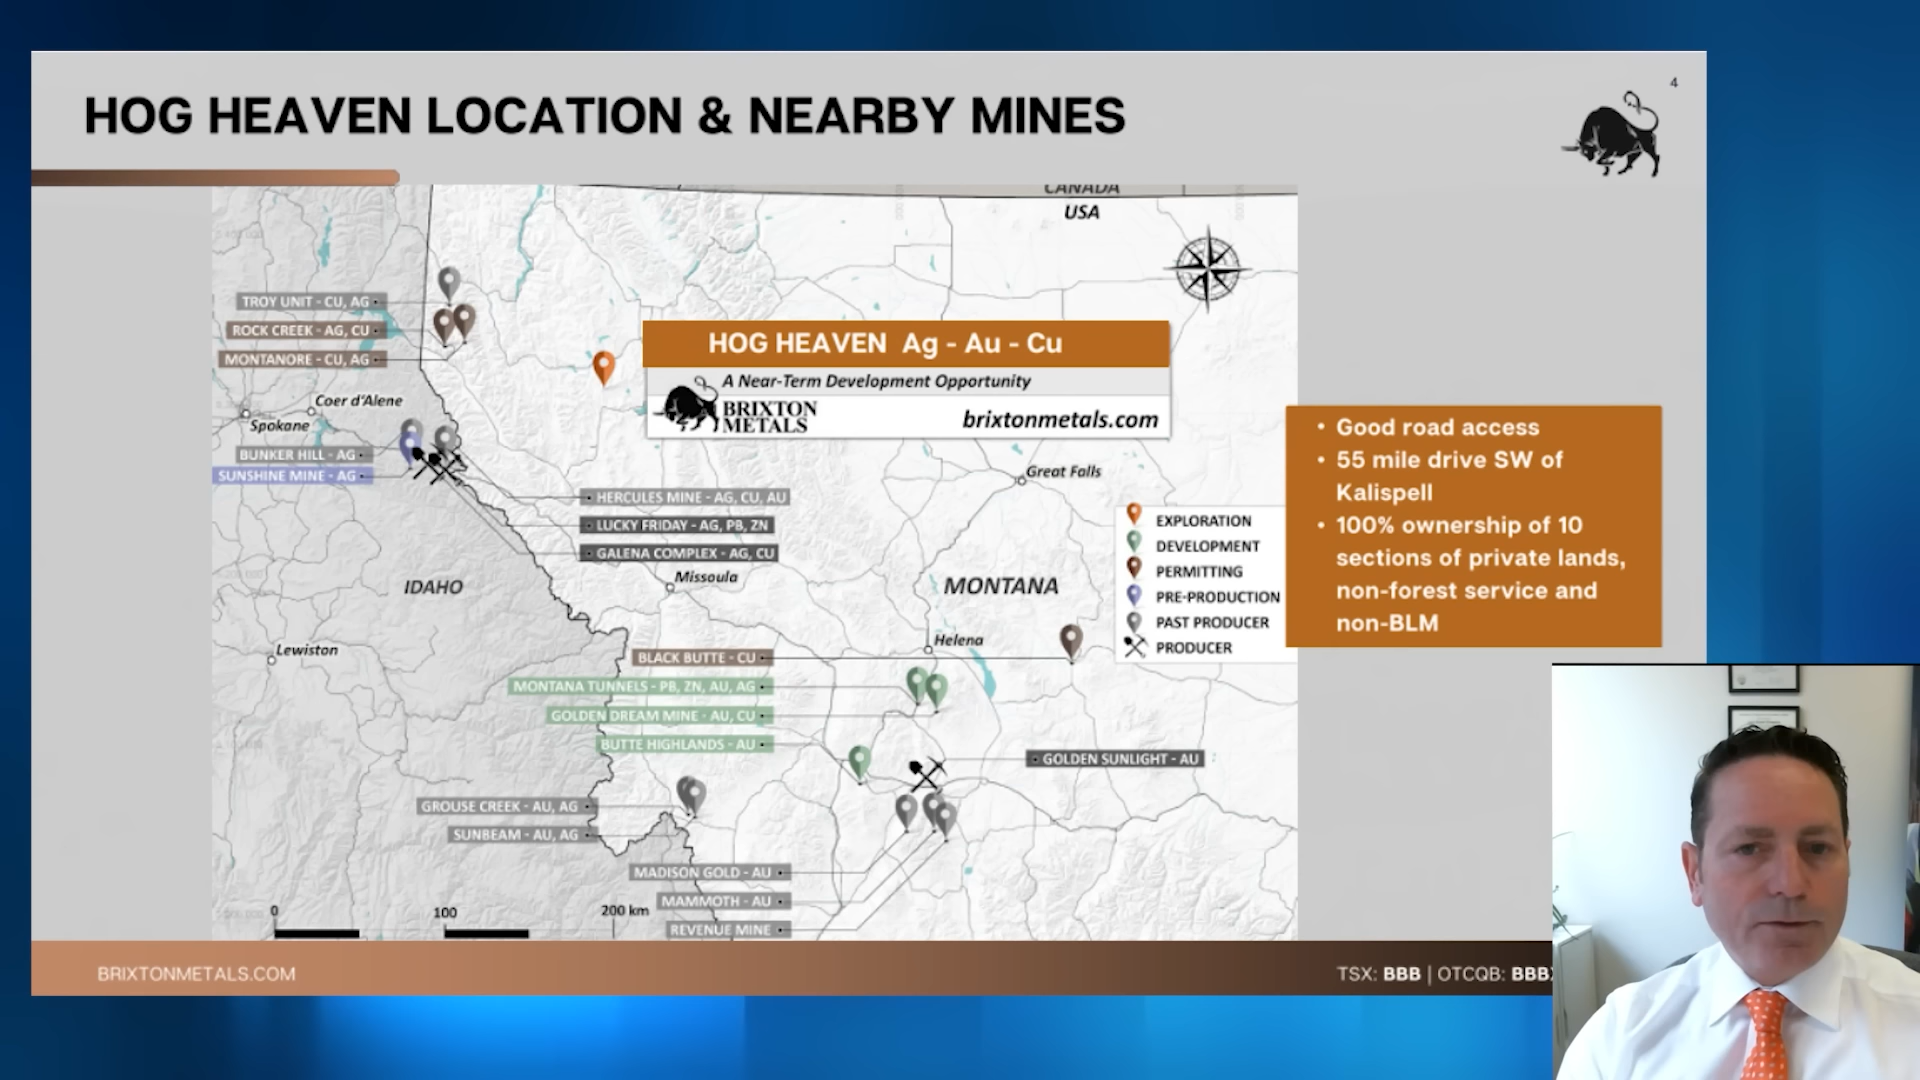 4
HOG HEAVEN LOCATION & NEARBY MINES
CANADA
USA
TROY UNIT - CU, AG
ROCK CREEK - AG, CU
MONTANORE - CU, AG
HOG HEAVEN Ag - Au - Cu
A Near-Term Development Opportunity
BRIXTON
METALS
brixtonmetals.com
Coer d'Alene
Spokane
BUNKER HILL - AG
SUNSHINE MINE - AG
Great Falls
HERCULES MINE - AG, CU, AU
LUCKY FRIDAY - AG, PB, ZN
GALENA COMPLEX - AG, CU
Missoula
IDAHO
MONTANA
Helena
Lewiston
EXPLORATION
DEVELOPMENT
PERMITTING
PRE-PRODUCTION
PAST PRODUCER
PRODUCER
• Good road access
• 55 mile drive SW of
Kalispell
• 100% ownership of 10
sections of private lands,
non-forest service and
non-BLM
BLACK BUTTE - CU
MONTANA TUNNELS - PB, ZN, AU, AG
GOLDEN DREAM MINE - AU, CU
BUTTE HIGHLANDS - AU
GOLDEN SUNLIGHT - AU
GROUSE CREEK - AU, AG
SUNBEAM - AU, AG
MADISON GOLD - AU
MAMMOTH - AU
REVENUE MINE
0 100 200 km
BRIXTONMETALS.COM
TSX: BBB | OTCQB: BBB